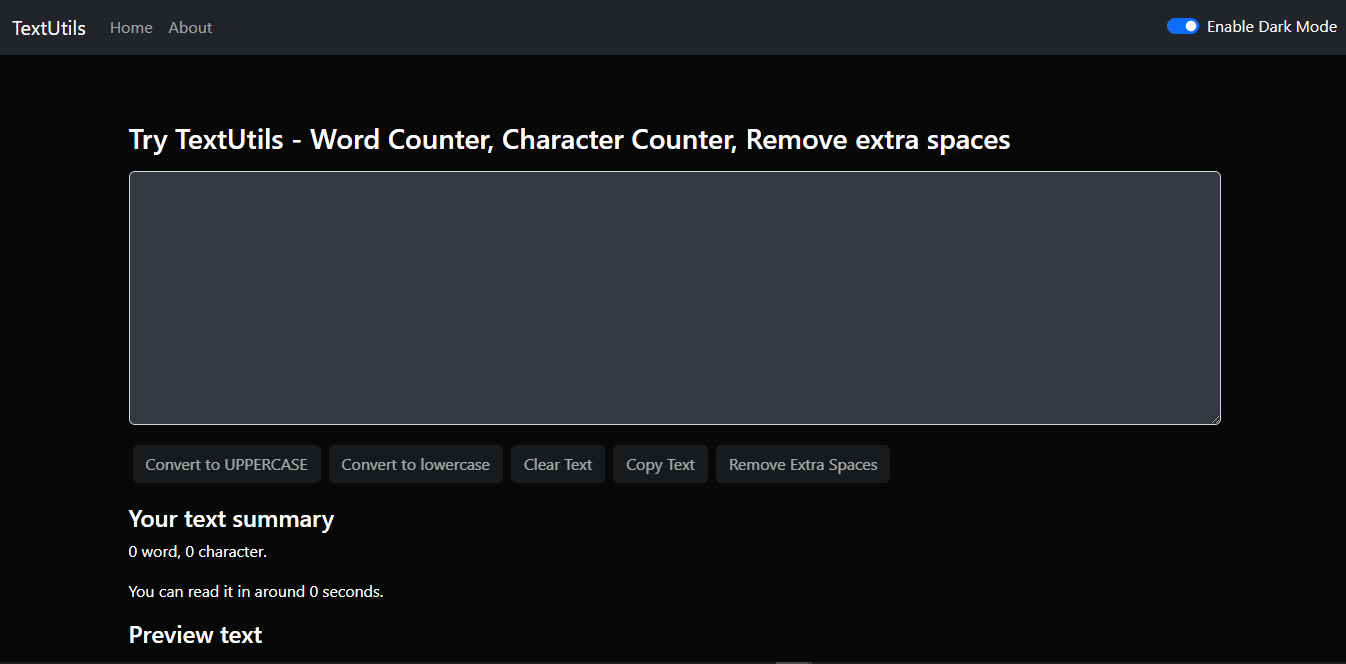 TextUtils Home About Enable Dark Mode
Try TextUtils - Word Counter, Character Counter, Remove extra spaces
Convert to UPPERCASE Convert to lowercase Clear Text Copy Text Remove Extra Spaces
Your text summary
0 word, 0 character.
You can read it in around 0 seconds.
Preview text